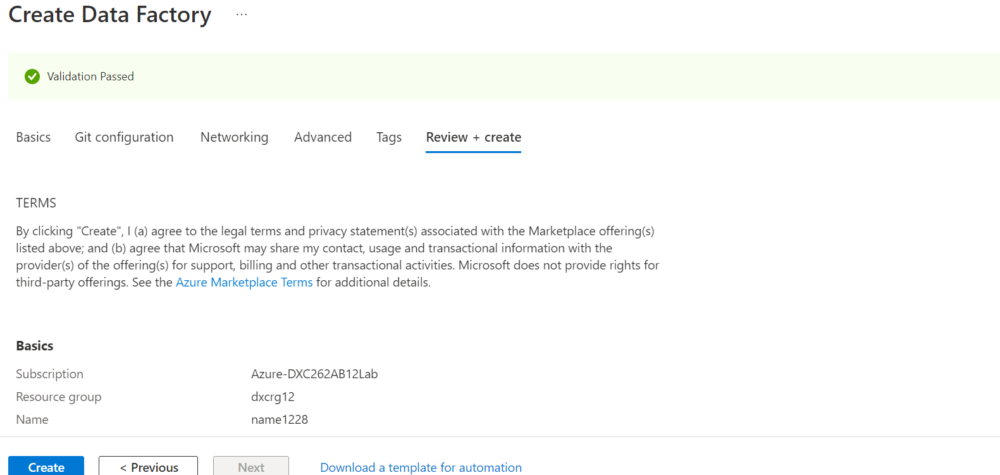 Create Data Factory ...
Validation Passed
Basics Git configuration Networking Advanced Tags Review + create
TERMS
By clicking "Create", I (a) agree to the legal terms and privacy statement(s) associated with the Marketplace offering(s)
listed above; and (b) agree that Microsoft may share my contact, usage and transactional information with the
provider(s) of the offering(s) for support, billing and other transactional activities. Microsoft does not provide rights for
third-party offerings. See the Azure Marketplace Terms for additional details.
Basics
Subscription Azure-DXC262AB12Lab
Resource group dxcrg12
Name name1228
Create < Previous Next Download a template for automation